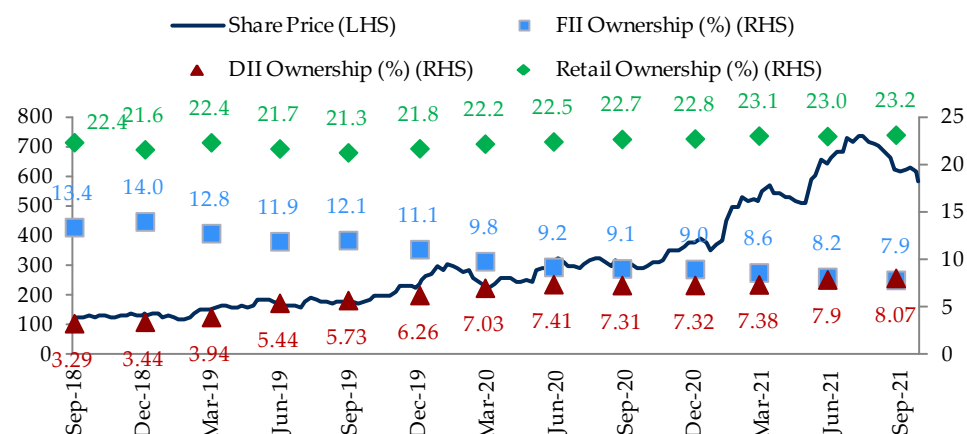 Share Price (LHS) FII Ownership (%) (RHS)
DII Ownership (%) (RHS) Retail Ownership (%) (RHS)
22.4 21.6 22.4 21.7 21.3 21.8 22.2 22.5 22.7 22.8 23.1 23.0 23.2
13.4 14.0 12.8 11.9 12.1 11.1 9.8 9.2 9.1 9.0 8.6 8.2 7.9
3.29 3.44 3.94 5.44 5.73 6.26 7.03 7.41 7.31 7.32 7.38 7.9 8.07
800
700
600
500
400
300
200
100
0
25
20
15
10
5
0
Sep-18
Dec-18
Mar-19
Jun-19
Sep-19
Dec-19
Mar-20
Jun-20
Sep-20
Dec-20
Mar-21
Jun-21
Sep-21